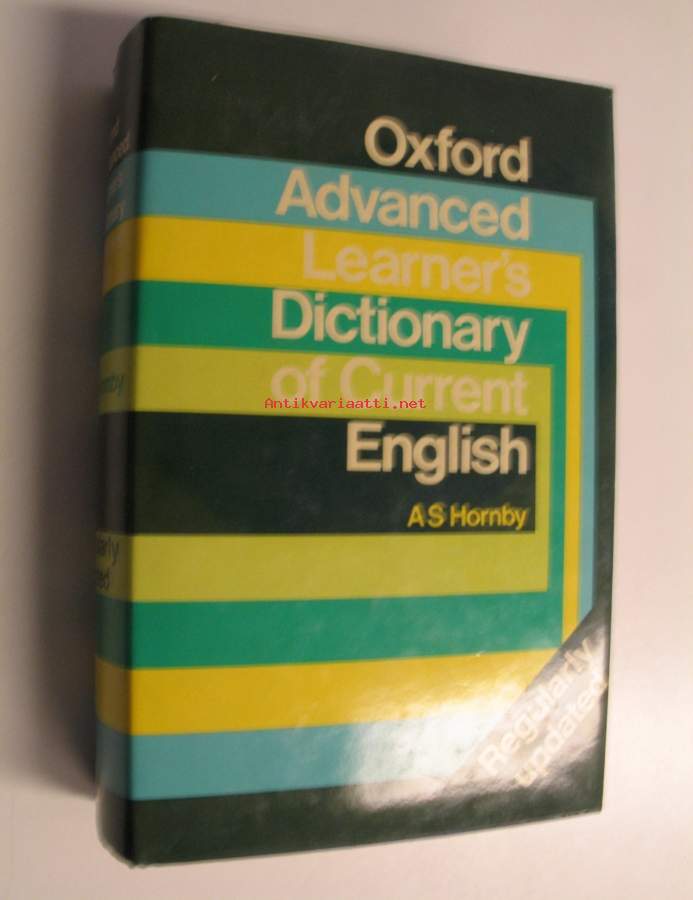 Oxford
Advanced
Learner's
Dictionary
of Current
Antikvariaatti.net
English
A S Hornby
Regularly
updated